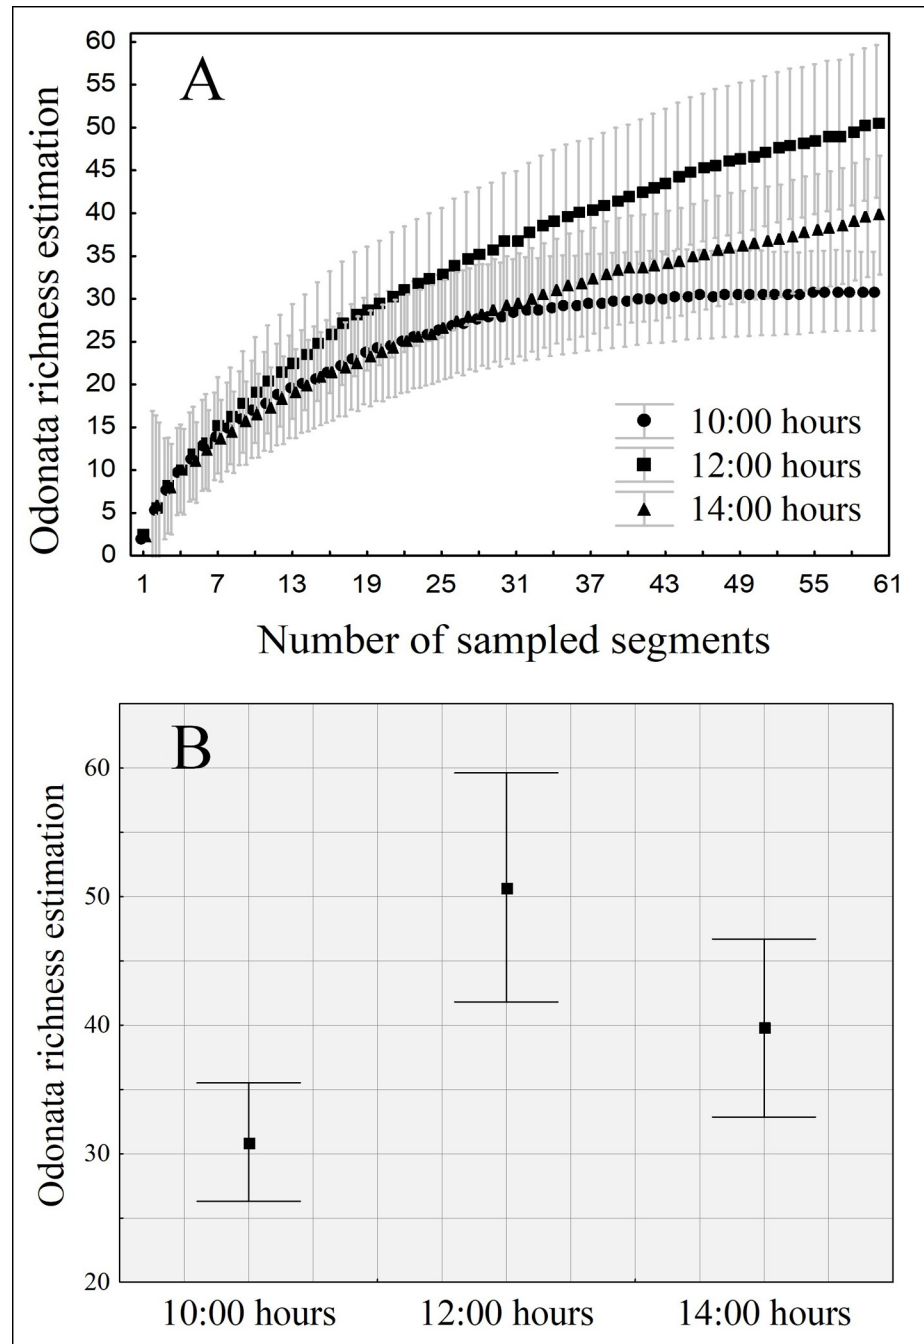 A
Odonata richness estimation
60
55
50
45
40
35
30
25
20
15
10
5
0
10:00 hours
12:00 hours
14:00 hours
1 7 13 19 25 31 37 43 49 55 61
Number of sampled segments
B
Odonata richness estimation
60
50
40
30
20
10:00 hours 12:00 hours 14:00 hours